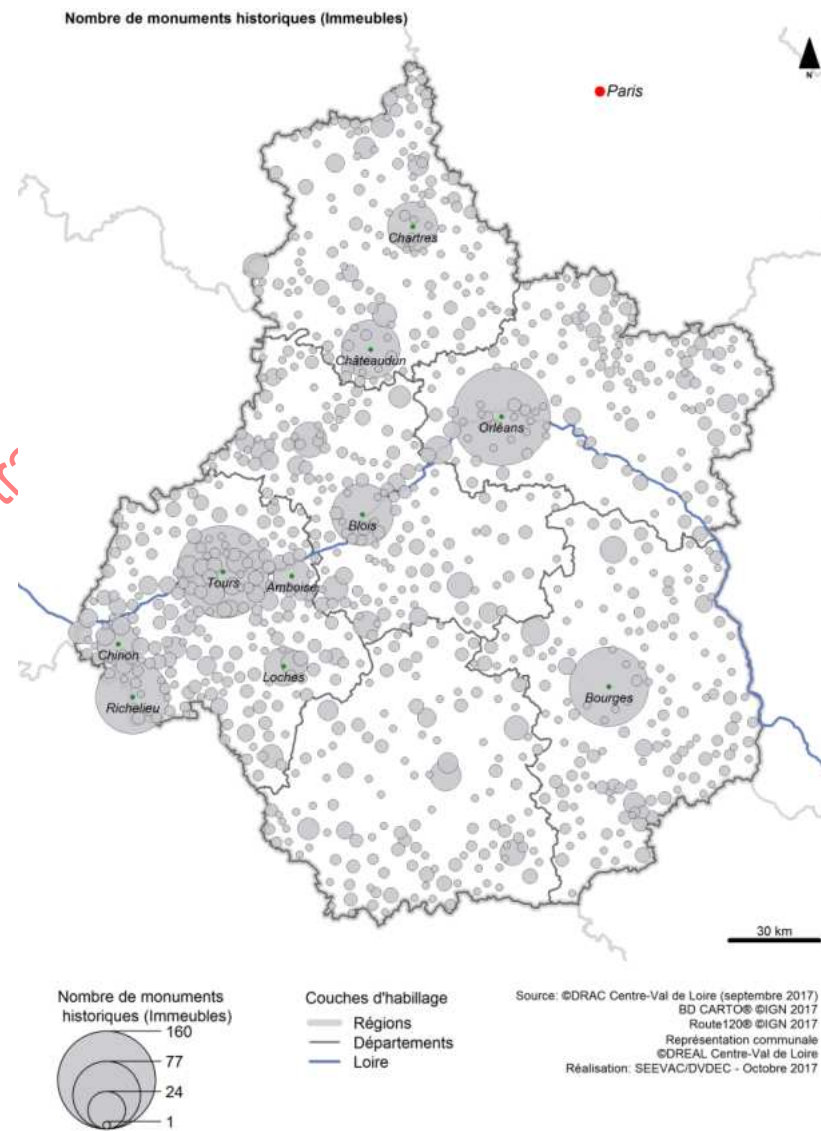 Nombre de monuments historiques (Immeubles)
N
Paris
Chartres
Châteaudun
Orléans
Blois
Tours
Amboise
Chinon
Loches
Richelieu
Bourges
30 km
Nombre de monuments
historiques (Immeubles)
160
77
24
1
Couches d'habillage
Régions
Départements
Loire
Source: ©DRAC Centre-Val de Loire (septembre 2017)
BD CARTO® ©IGN 2017
Route120® ©IGN 2017
Représentation communale
©DREAL Centre-Val de Loire
Réalisation: SEEVAC/DVDEC - Octobre 2017